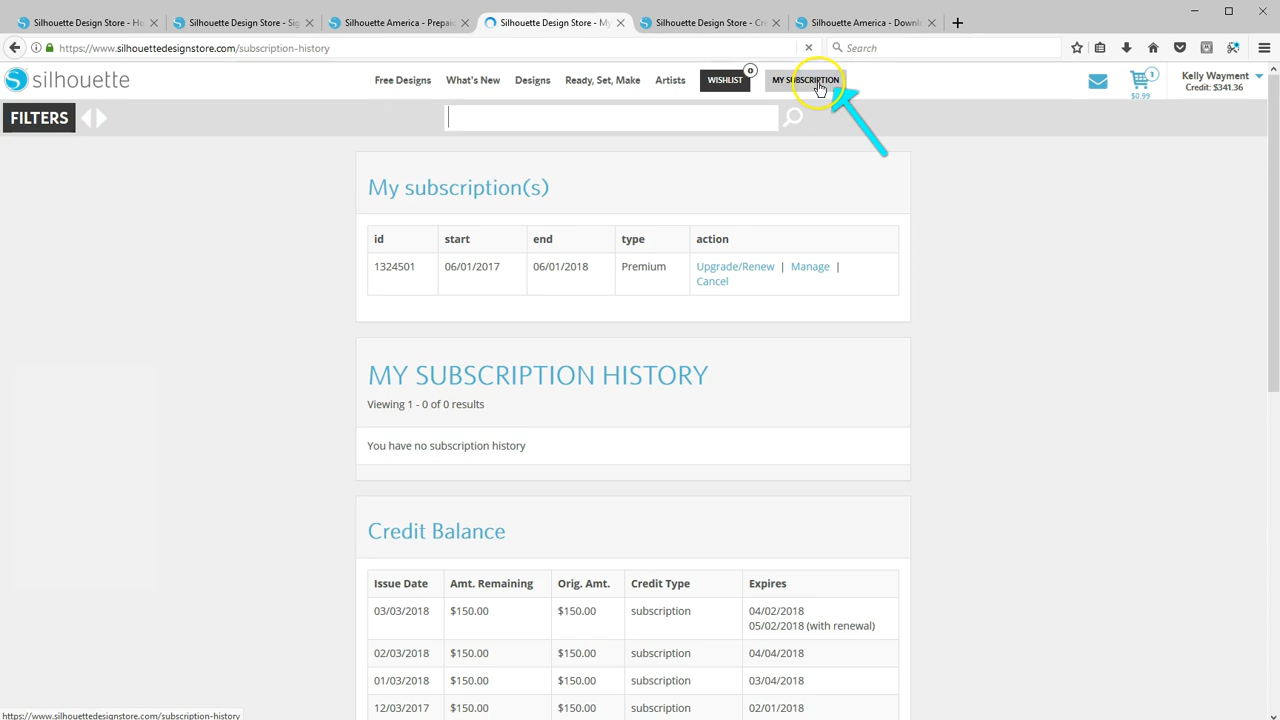 Silhouette Design Store - Ho
Silhouette Design Store - Sig
Silhouette America - Prepaic
Silhouette Design Store - My
Silhouette Design Store - Cre
Silhouette America - Downl
https://www.silhouettedesignstore.com/subscription-history
Search
silhouette
Free Designs
What's New
Designs
Ready, Set, Make
Artists
WISHLIST
0
MY SUBSCRIPTION
1
$0.99
Kelly Wayment
Credit: $341.36
FILTERS
My subscription(s)
id start end type action
1324501 06/01/2017 06/01/2018 Premium Upgrade/Renew | Manage |
Cancel
MY SUBSCRIPTION HISTORY
Viewing 1 - 0 of 0 results
You have no subscription history
Credit Balance
Issue Date Amt. Remaining Orig. Amt. Credit Type Expires
03/03/2018 $150.00 $150.00 subscription 04/02/2018
05/02/2018 (with renewal)
02/03/2018 $150.00 $150.00 subscription 04/04/2018
01/03/2018 $150.00 $150.00 subscription 03/04/2018
12/03/2017 $150.00 $150.00 subscription 02/01/2018
https://www.silhouettedesignstore.com/subscription-history